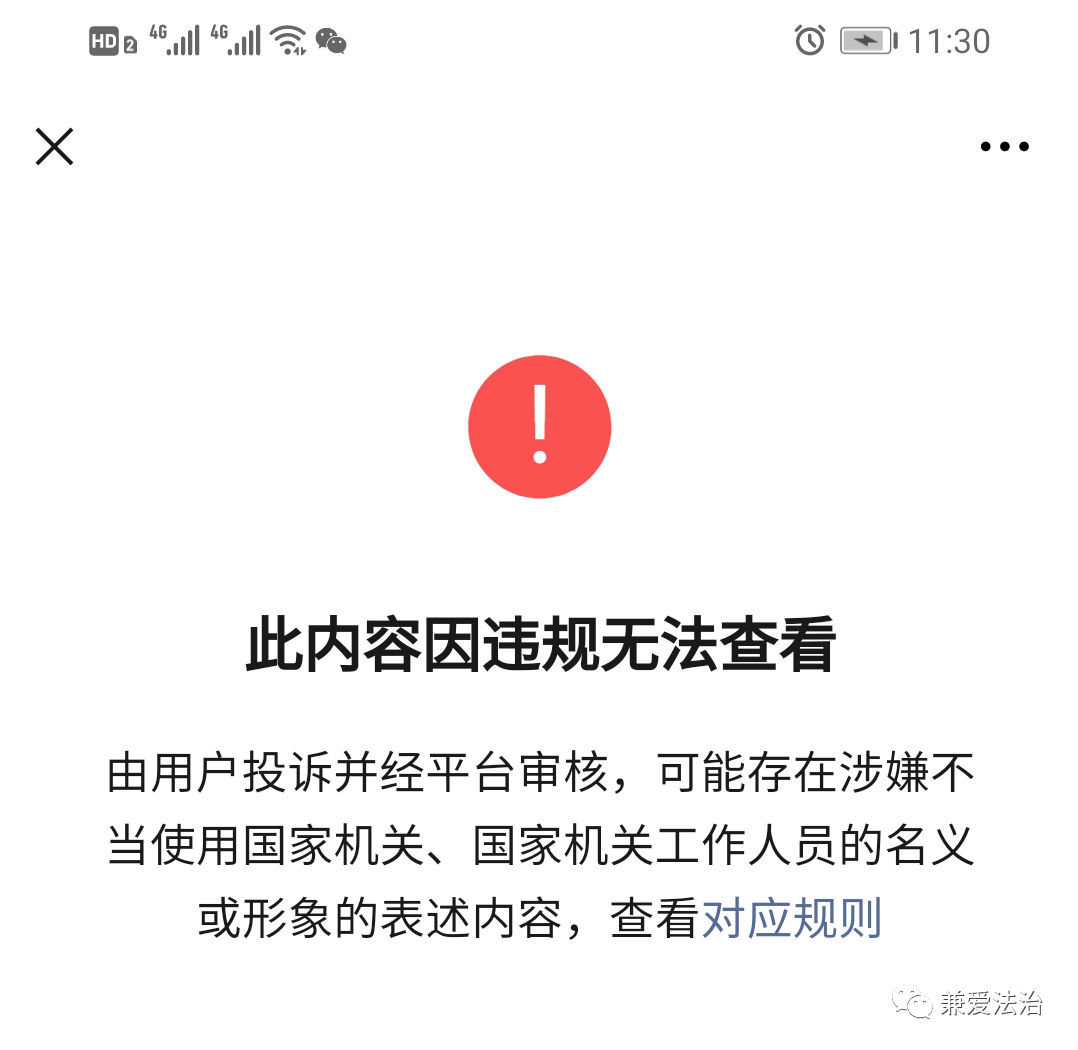 HD 2 4G 4G 11:30
此内容因违规无法查看
由用户投诉并经平台审核，可能存在涉嫌不
当使用国家机关、国家机关工作人员的名义
或形象的表述内容，查看对应规则
兼爱法治